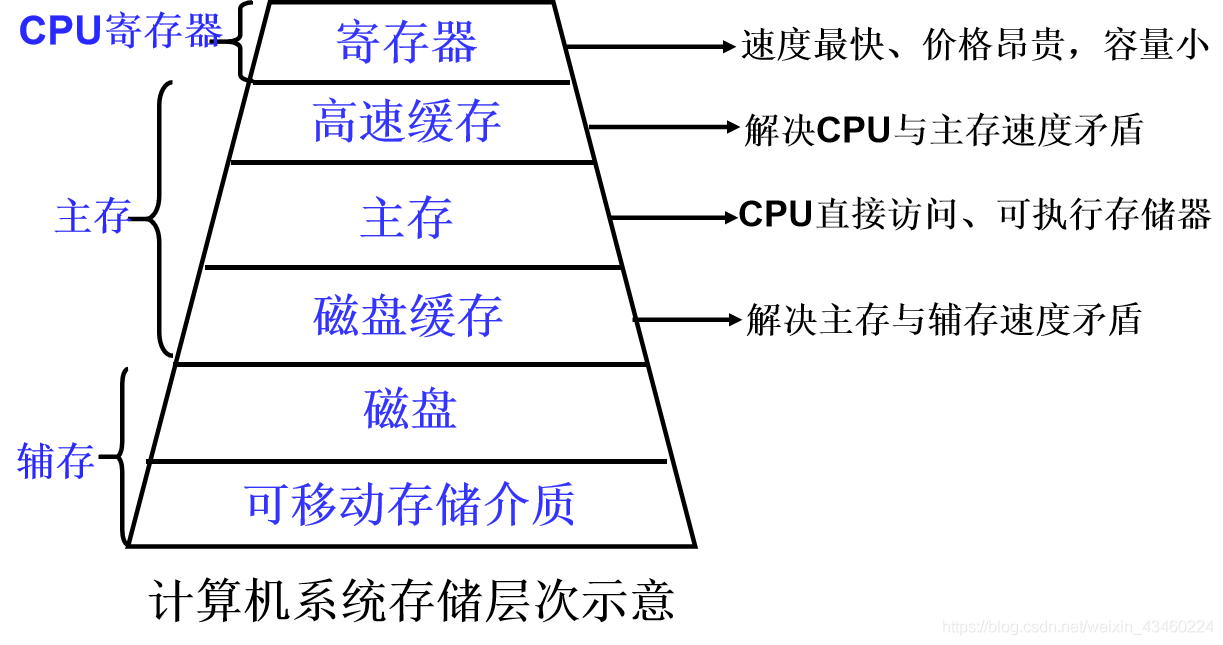 CPU寄存器
寄存器
速度最快、价格昂贵，容量小
高速缓存
解决CPU与主存速度矛盾
主存
主存
CPU直接访问、可执行存储器
磁盘缓存
解决主存与辅存速度矛盾
磁盘
辅存
可移动存储介质
计算机系统存储层次示意
https://blog.csdn.net/weixin_43460224